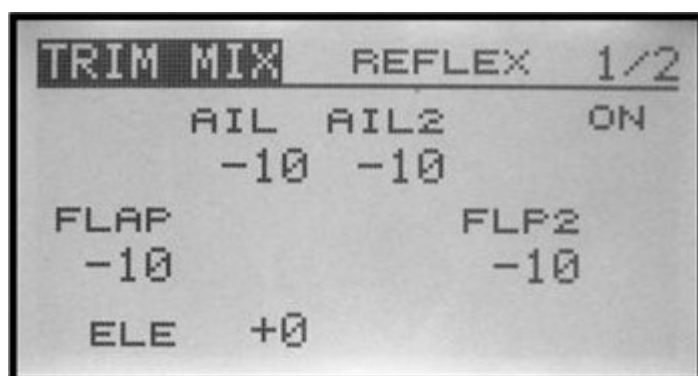 TRIM MIX REFLEX 1/2
AIL AIL2 ON
-10 -10
FLAP FLP2
-10 -10
ELE +0